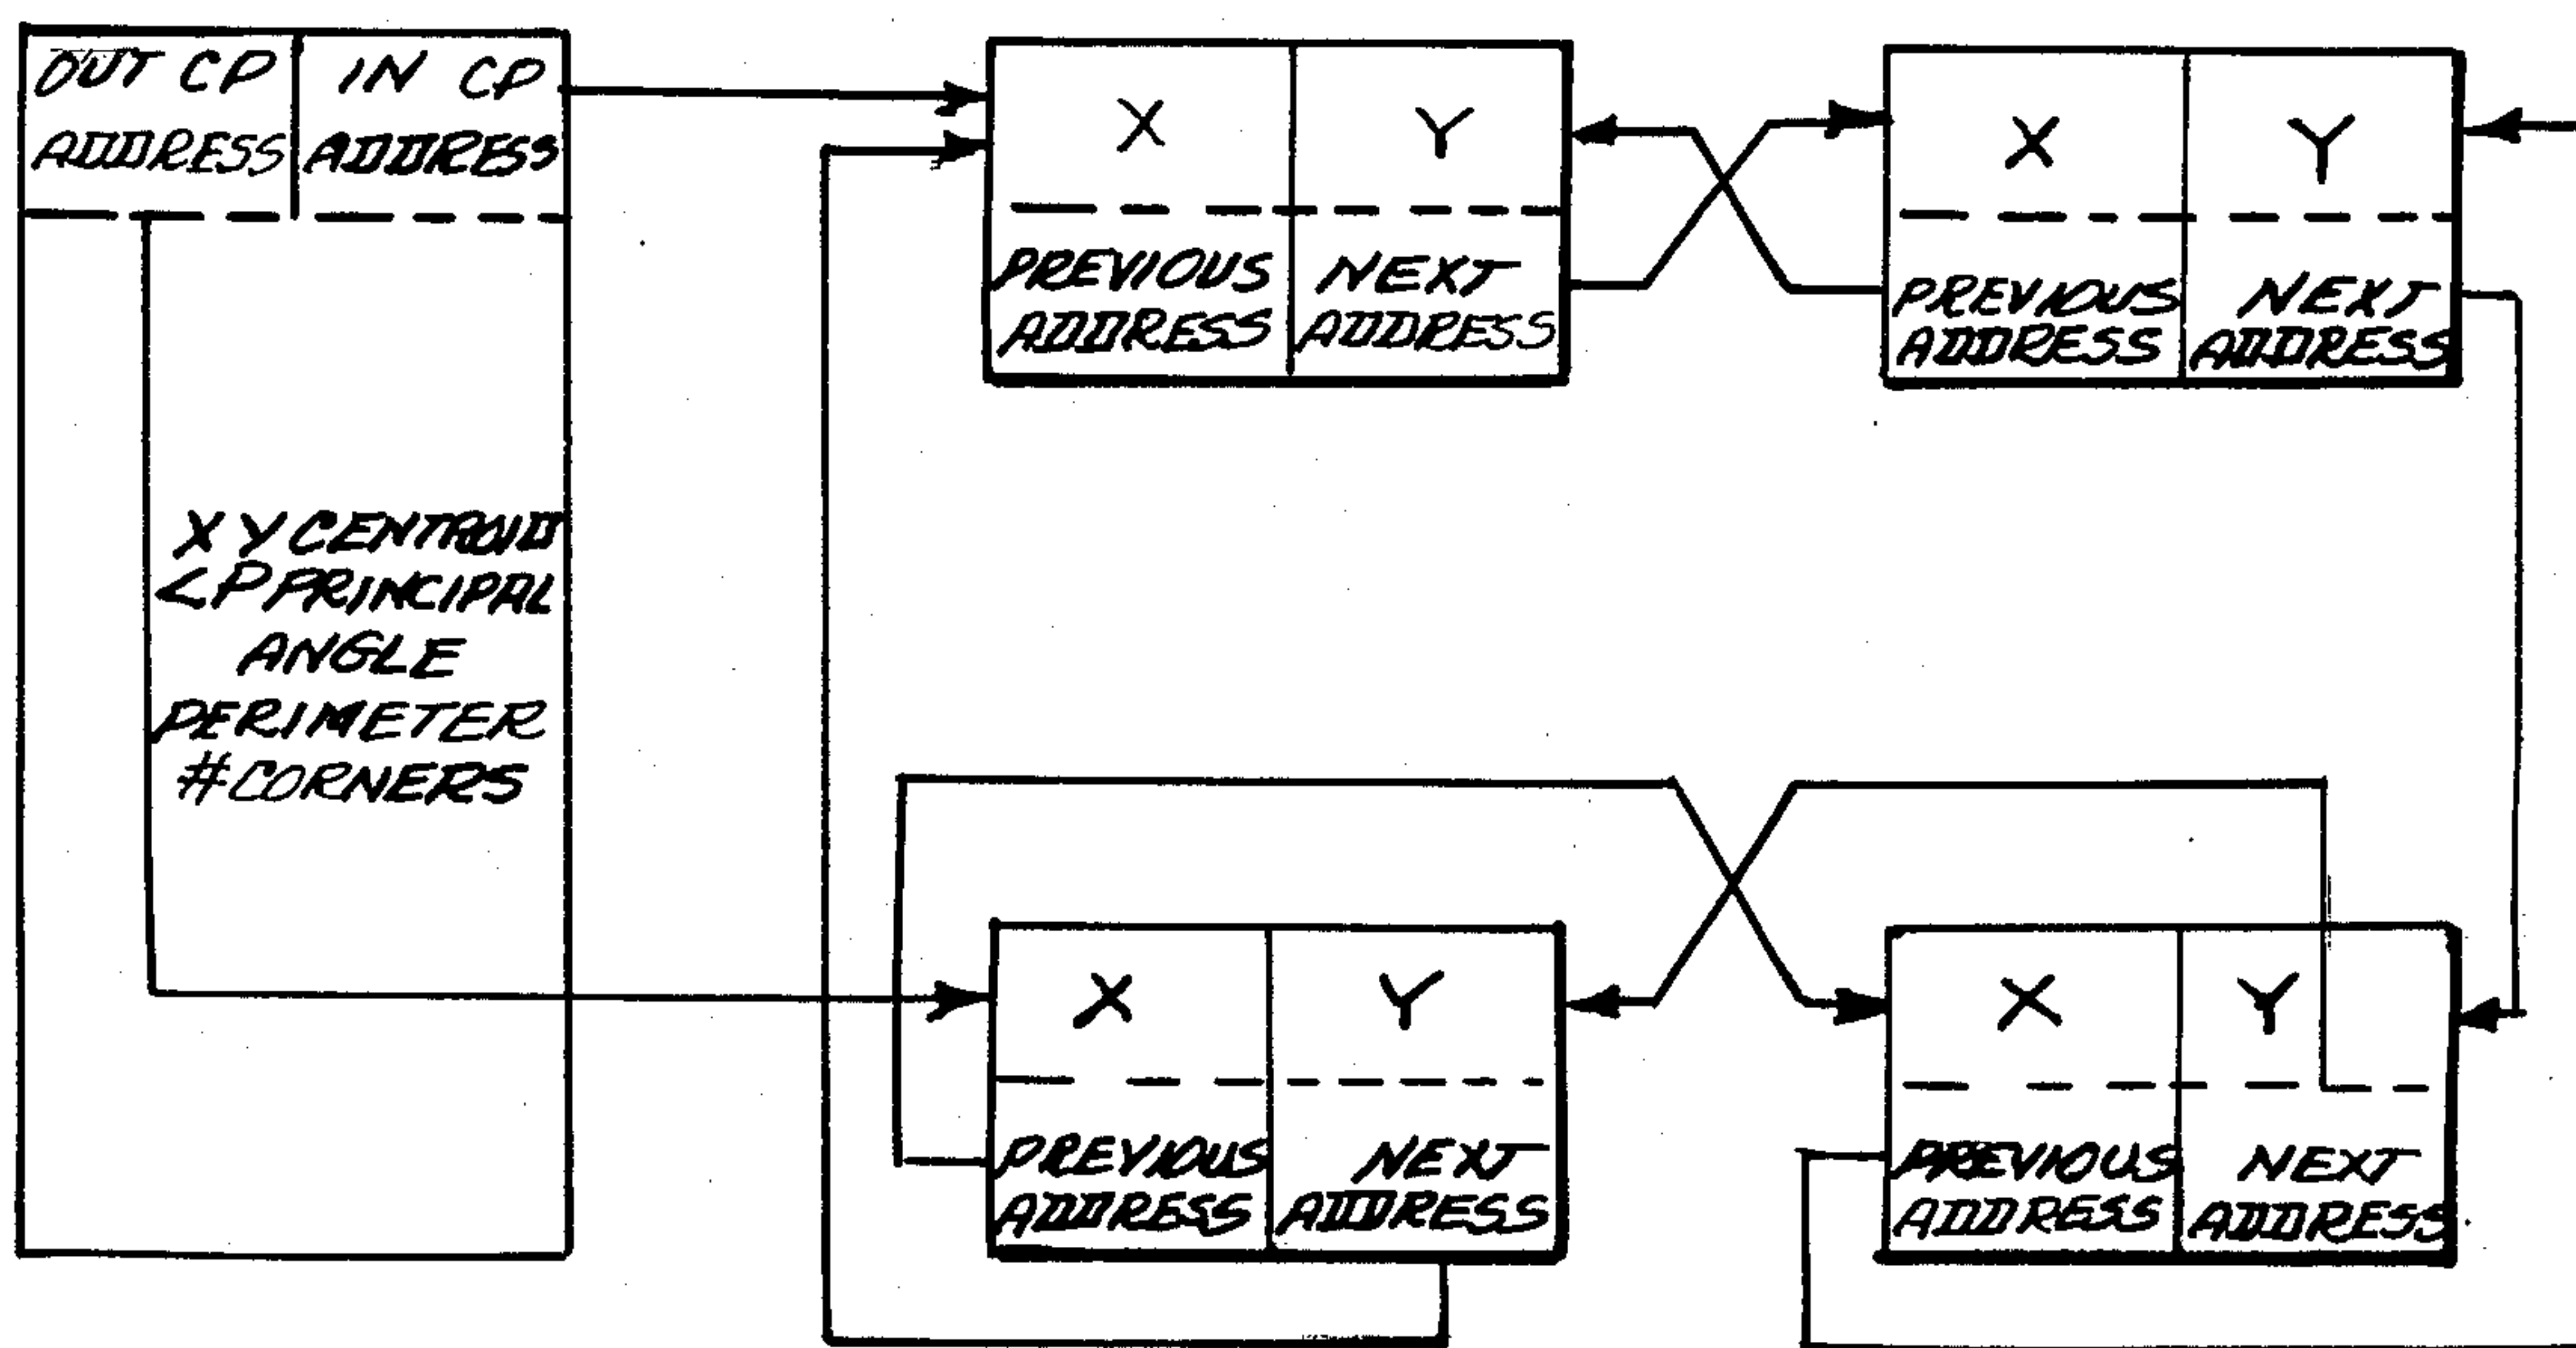 OUT CP
ADDRESS
IN CP
ADDRESS
X Y CENTROID
<P PRINCIPAL
ANGLE
PERIMETER
#CORNERS
X
Y
PREVIOUS
ADDRESS
NEXT
ADDRESS
X
Y
PREVIOUS
ADDRESS
NEXT
ADDRESS
X
Y
PREVIOUS
ADDRESS
NEXT
ADDRESS
X
Y
PREVIOUS
ADDRESS
NEXT
ADDRESS